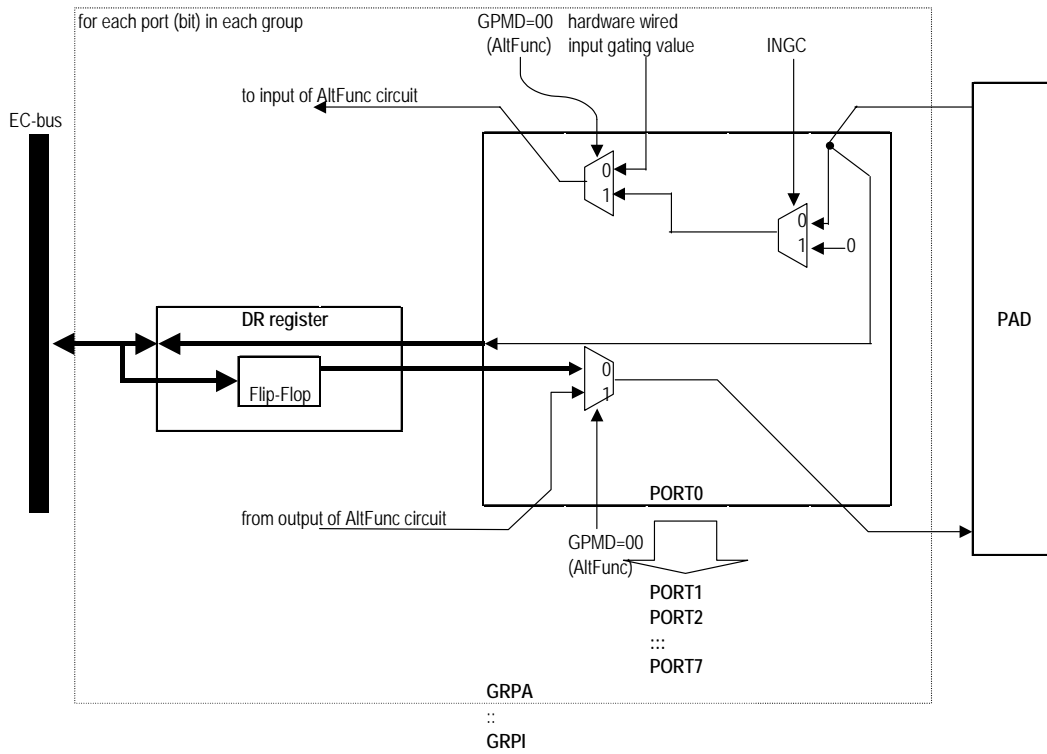 for each port (bit) in each group
GPMD=00
(AltFunc)
hardware wired
input gating value
INGC
to input of AltFunc circuit
EC-bus
0
1
0
1
0
PAD
DR register
Flip-Flop
0
1
PORT0
from output of AltFunc circuit
GPMD=00
(AltFunc)
PORT1
PORT2
:::
PORT7
GRPA
::
GRPI